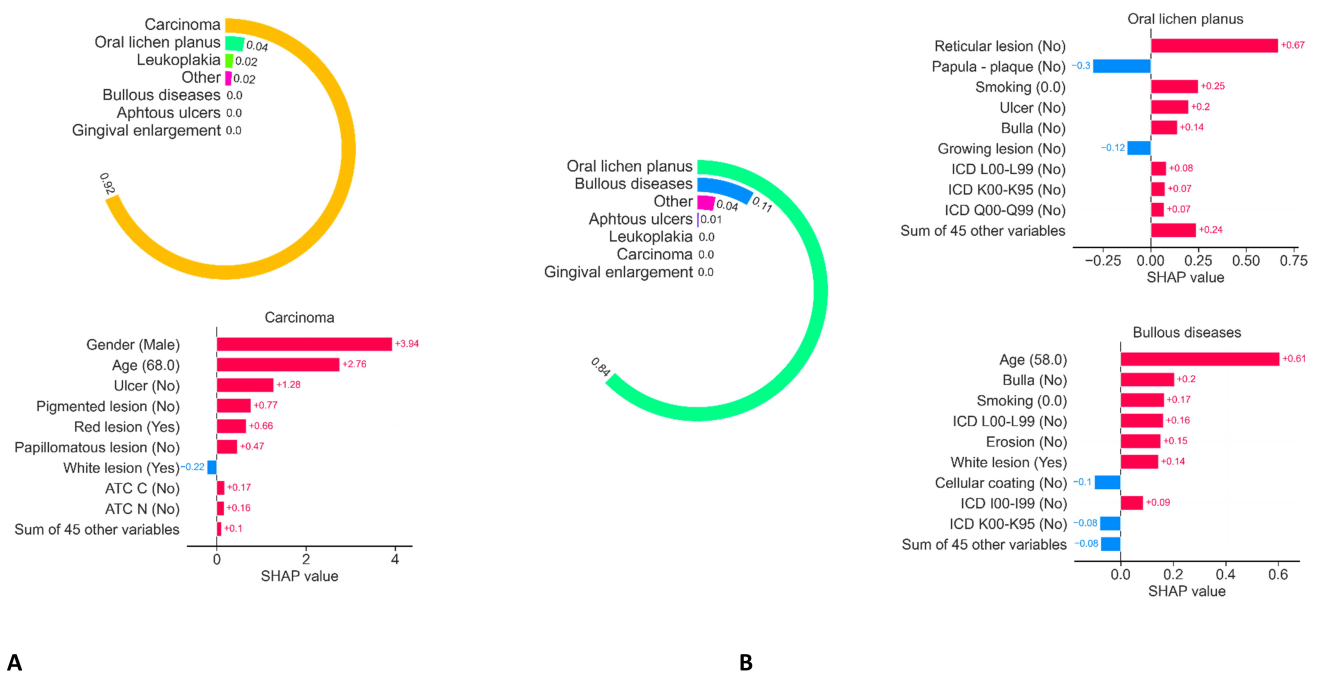 Carcinoma
Oral lichen planus 0.04
Leukoplakia 0.02
Other 0.02
Bullous diseases 0.0
Aphtous ulcers 0.0
Gingival enlargement 0.0
0.92
Carcinoma
Gender (Male) +3.94
Age (68.0) +2.76
Ulcer (No) +1.28
Pigmented lesion (No) +0.77
Red lesion (Yes) +0.66
Papillomatous lesion (No) +0.47
White lesion (Yes) −0.22
ATC C (No) +0.17
ATC N (No) +0.16
Sum of 45 other variables +0.1
0 2 4
SHAP value
A
Oral lichen planus
Bullous diseases 0.11
Other 0.04
Aphtous ulcers 0.01
Leukoplakia 0.0
Carcinoma 0.0
Gingival enlargement 0.0
0.84
Oral lichen planus
Reticular lesion (No) +0.67
Papula - plaque (No) −0.3
Smoking (0.0) +0.25
Ulcer (No) +0.2
Bulla (No) +0.14
Growing lesion (No) −0.12
ICD L00-L99 (No) +0.08
ICD K00-K95 (No) +0.07
ICD Q00-Q99 (No) +0.07
Sum of 45 other variables +0.24
−0.25 0.00 0.25 0.50 0.75
SHAP value
Bullous diseases
Age (58.0) +0.61
Bulla (No) +0.2
Smoking (0.0) +0.17
ICD L00-L99 (No) +0.16
Erosion (No) +0.15
White lesion (Yes) +0.14
Cellular coating (No) −0.1
ICD I00-I99 (No) +0.09
ICD K00-K95 (No) −0.08
Sum of 45 other variables −0.08
0.0 0.2 0.4 0.6
SHAP value
B